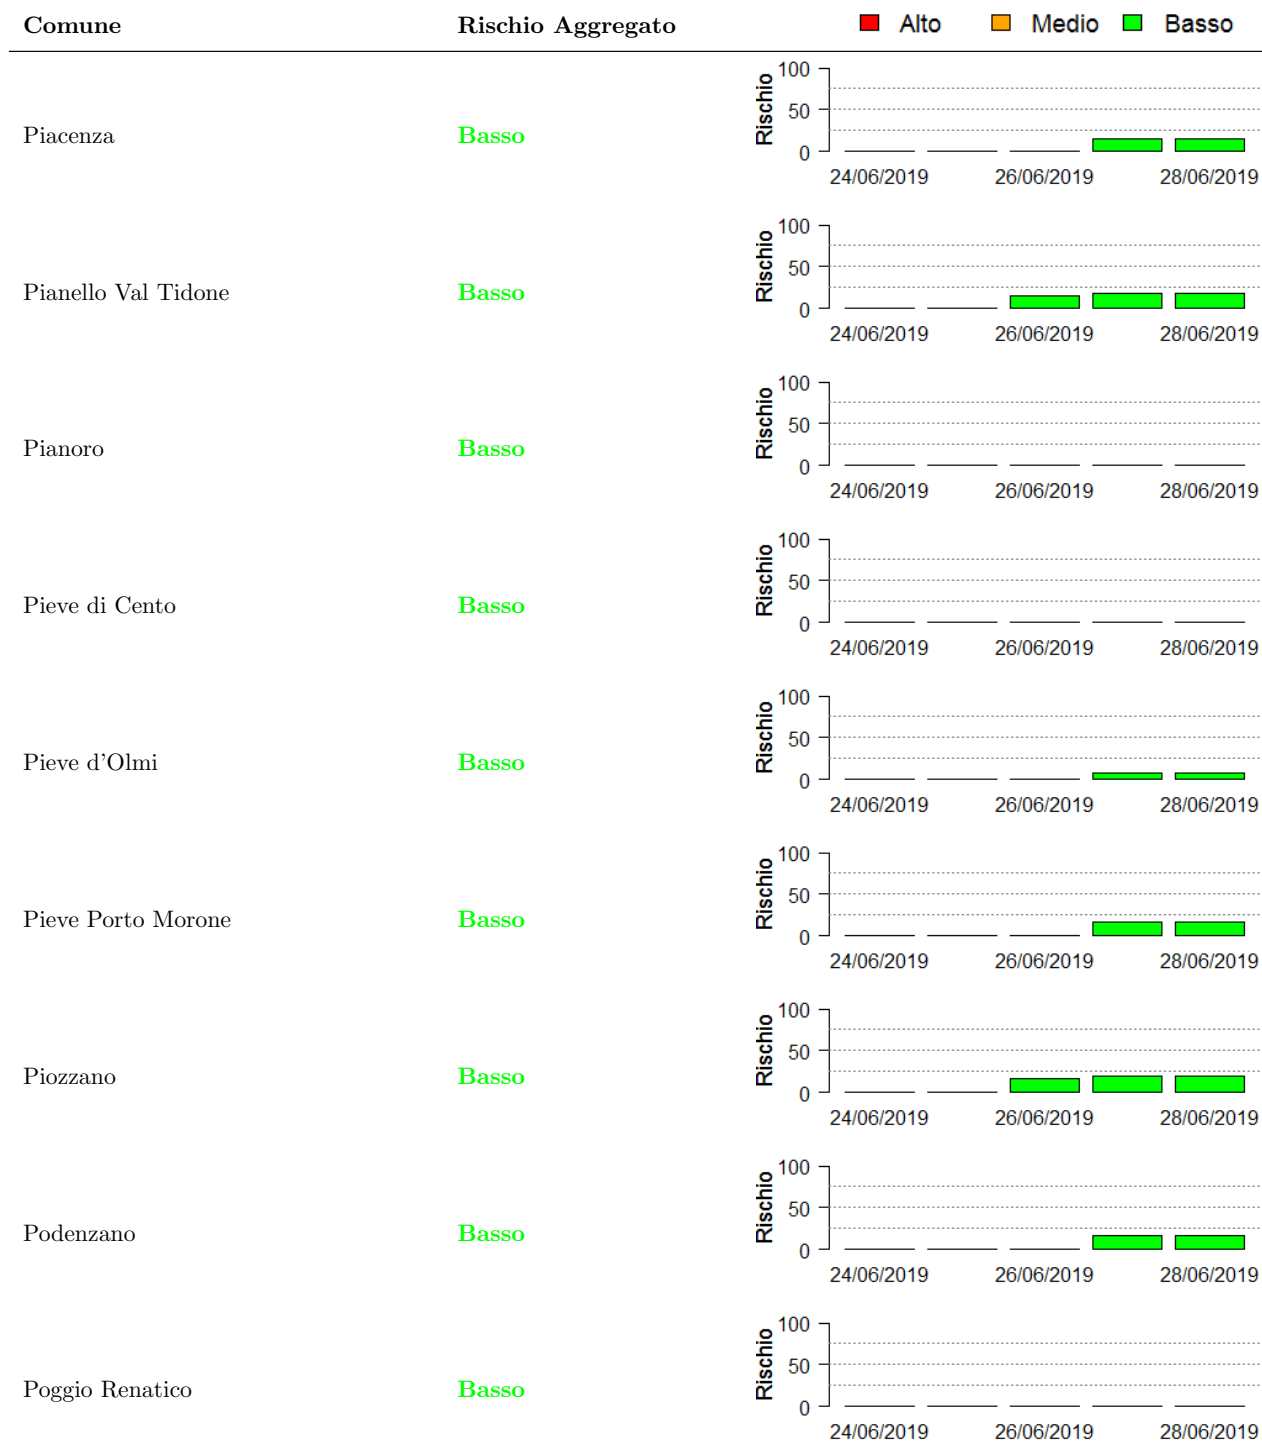 Comune Rischio Aggregato Alto Medio Basso
Piacenza Basso Rischio 100 50 0
24/06/2019 26/06/2019 28/06/2019
Pianello Val Tidone Basso Rischio 100 50 0
24/06/2019 26/06/2019 28/06/2019
Pianoro Basso Rischio 100 50 0
24/06/2019 26/06/2019 28/06/2019
Pieve di Cento Basso Rischio 100 50 0
24/06/2019 26/06/2019 28/06/2019
Pieve d'Olmi Basso Rischio 100 50 0
24/06/2019 26/06/2019 28/06/2019
Pieve Porto Morone Basso Rischio 100 50 0
24/06/2019 26/06/2019 28/06/2019
Piozzano Basso Rischio 100 50 0
24/06/2019 26/06/2019 28/06/2019
Podenzano Basso Rischio 100 50 0
24/06/2019 26/06/2019 28/06/2019
Poggio Renatico Basso Rischio 100 50 0
24/06/2019 26/06/2019 28/06/2019